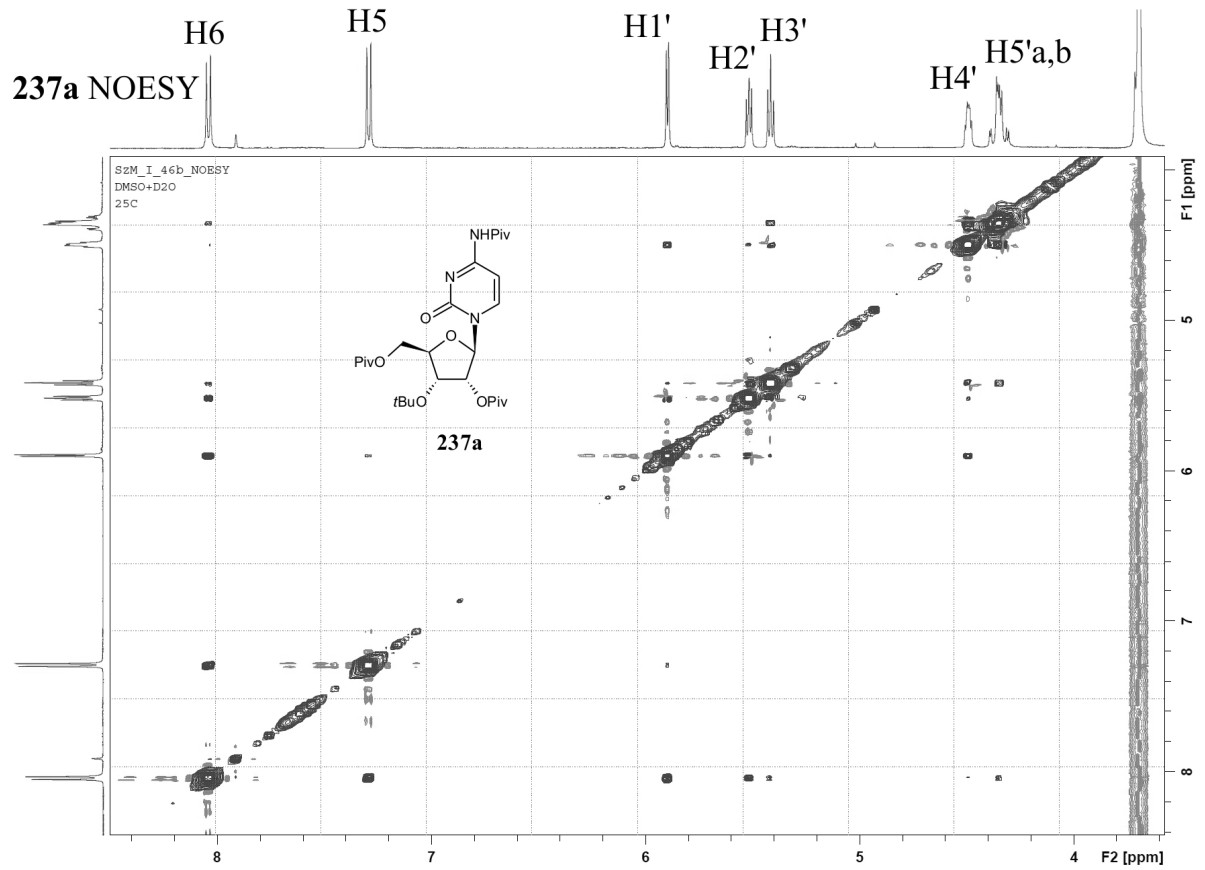 H6
H5
H1'
H2'
H3'
H4'
H5'a,b
237a NOESY
SzM_I_46b_NOESY
DMSO+D2O
25C
NHPiv
N
O
N
O
PivO
tBuO
OPiv
237a
F1 [ppm]
5
6
7
8
8
7
6
5
4
F2 [ppm]